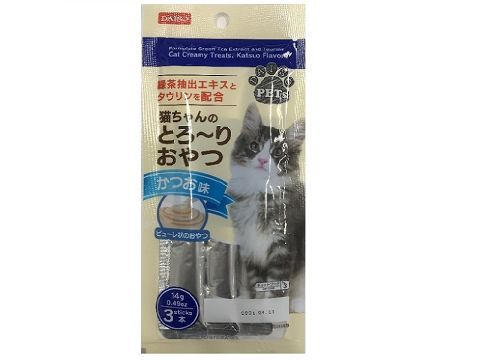 DAISO
Formulate Green Tea Extract and Taurine
Cat Creamy Treats, Katsuo Flavor
緑茶抽出エキスと
タウリンを配合
PETs
猫ちゃんの
とろ〜り
おやつ
かつお味
ピューレ状のおやつ
14g
0.49oz
3 sticks
本